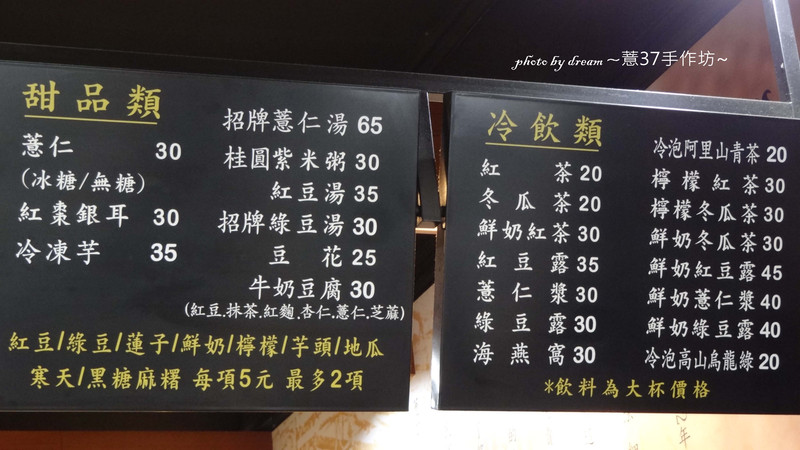 photo by dream ～薏37手作坊~
甜品類
薏仁 30
(冰糖/無糖)
紅棗銀耳 30
冷凍芋 35
招牌薏仁湯 65
桂圓紫米粥 30
紅豆湯 35
招牌綠豆湯 30
豆花 25
牛奶豆腐 30
(紅豆.抹茶.紅麴.杏仁.薏仁.芝蔴)
紅豆/綠豆/蓮子/鮮奶/檸檬/芋頭/地瓜
寒天/黑糖麻糬 每項5元 最多2項
冷飲類
紅茶 20
冬瓜茶 20
鮮奶紅茶 30
紅豆露 35
薏仁漿 30
綠豆露 30
海燕窩 30
冷泡阿里山青茶 20
檸檬紅茶 30
檸檬冬瓜茶 30
鮮奶冬瓜茶 30
鮮奶紅豆露 45
鮮奶薏仁漿 40
鮮奶綠豆露 40
冷泡高山烏龍綠 20
*飲料為大杯價格